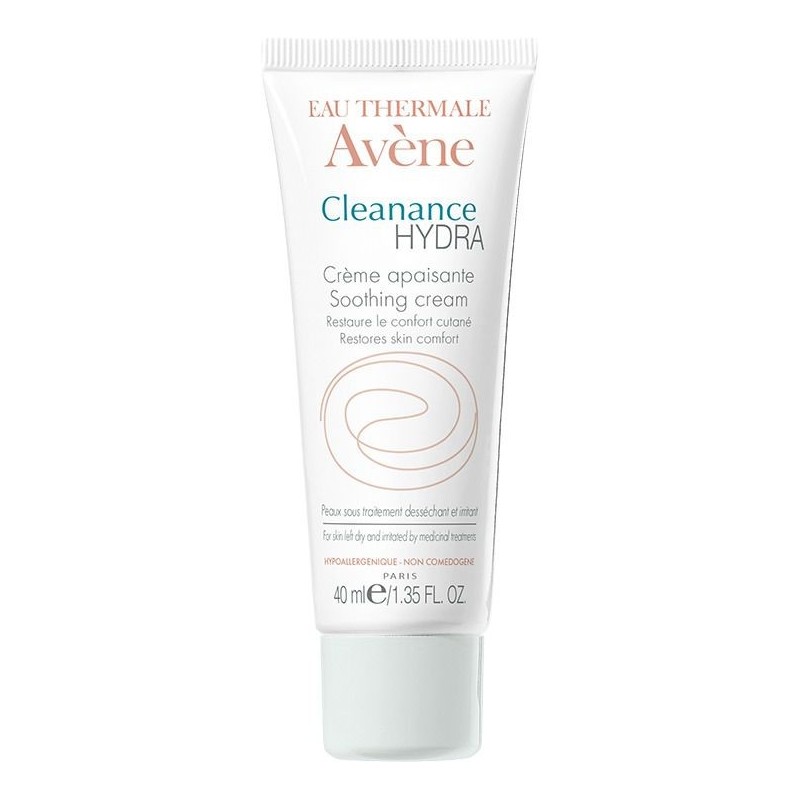 EAU THERMALE
Avène
Cleanance
HYDRA
Crème apaisante
Soothing cream
Restaure le confort cutané
Restores skin comfort
Peaux sous traitement desséchant et irritant
For skin left dry and irritated by medicinal treatments
HYPOALLERGÉNIQUE - NON COMEDOGÈNE
PARIS
40 ml e/1.35 FL. OZ.